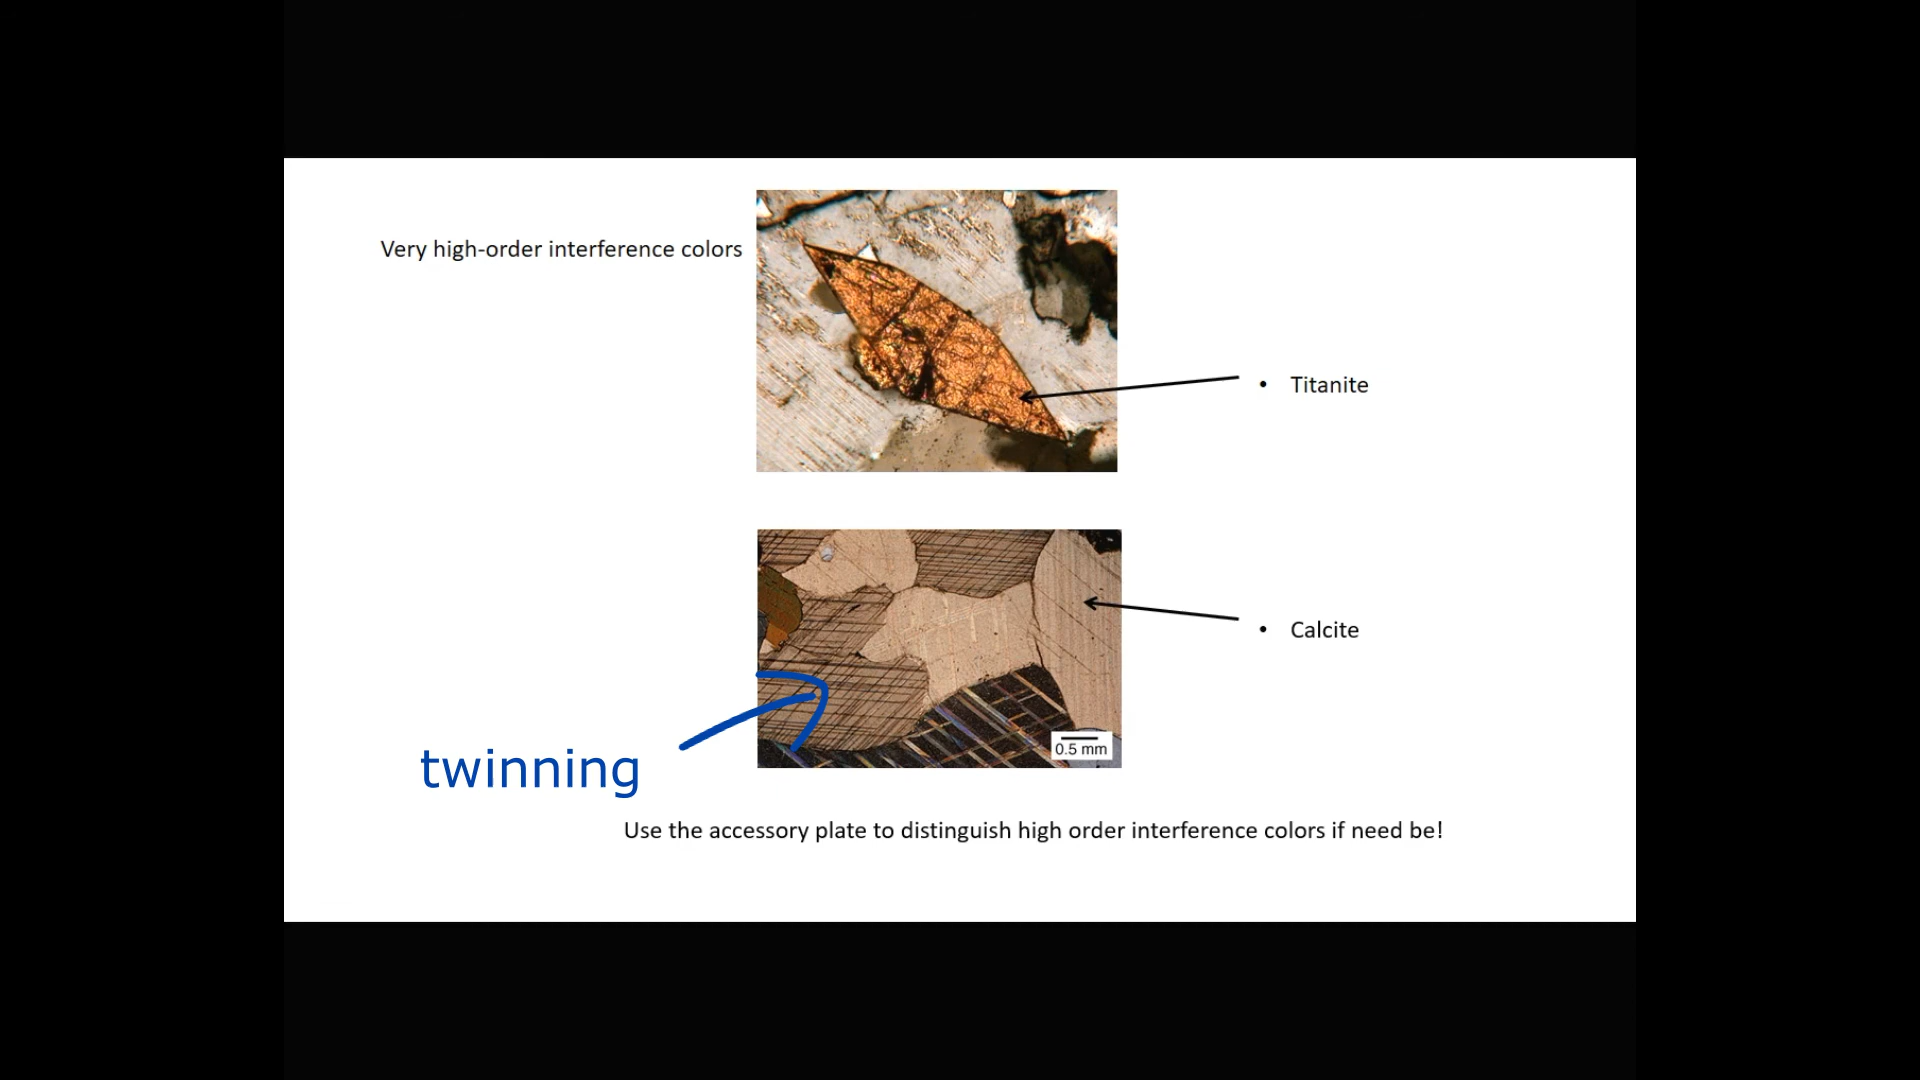 Very high-order interference colors
• Titanite
• Calcite
0.5 mm
twinning
Use the accessory plate to distinguish high order interference colors if need be!